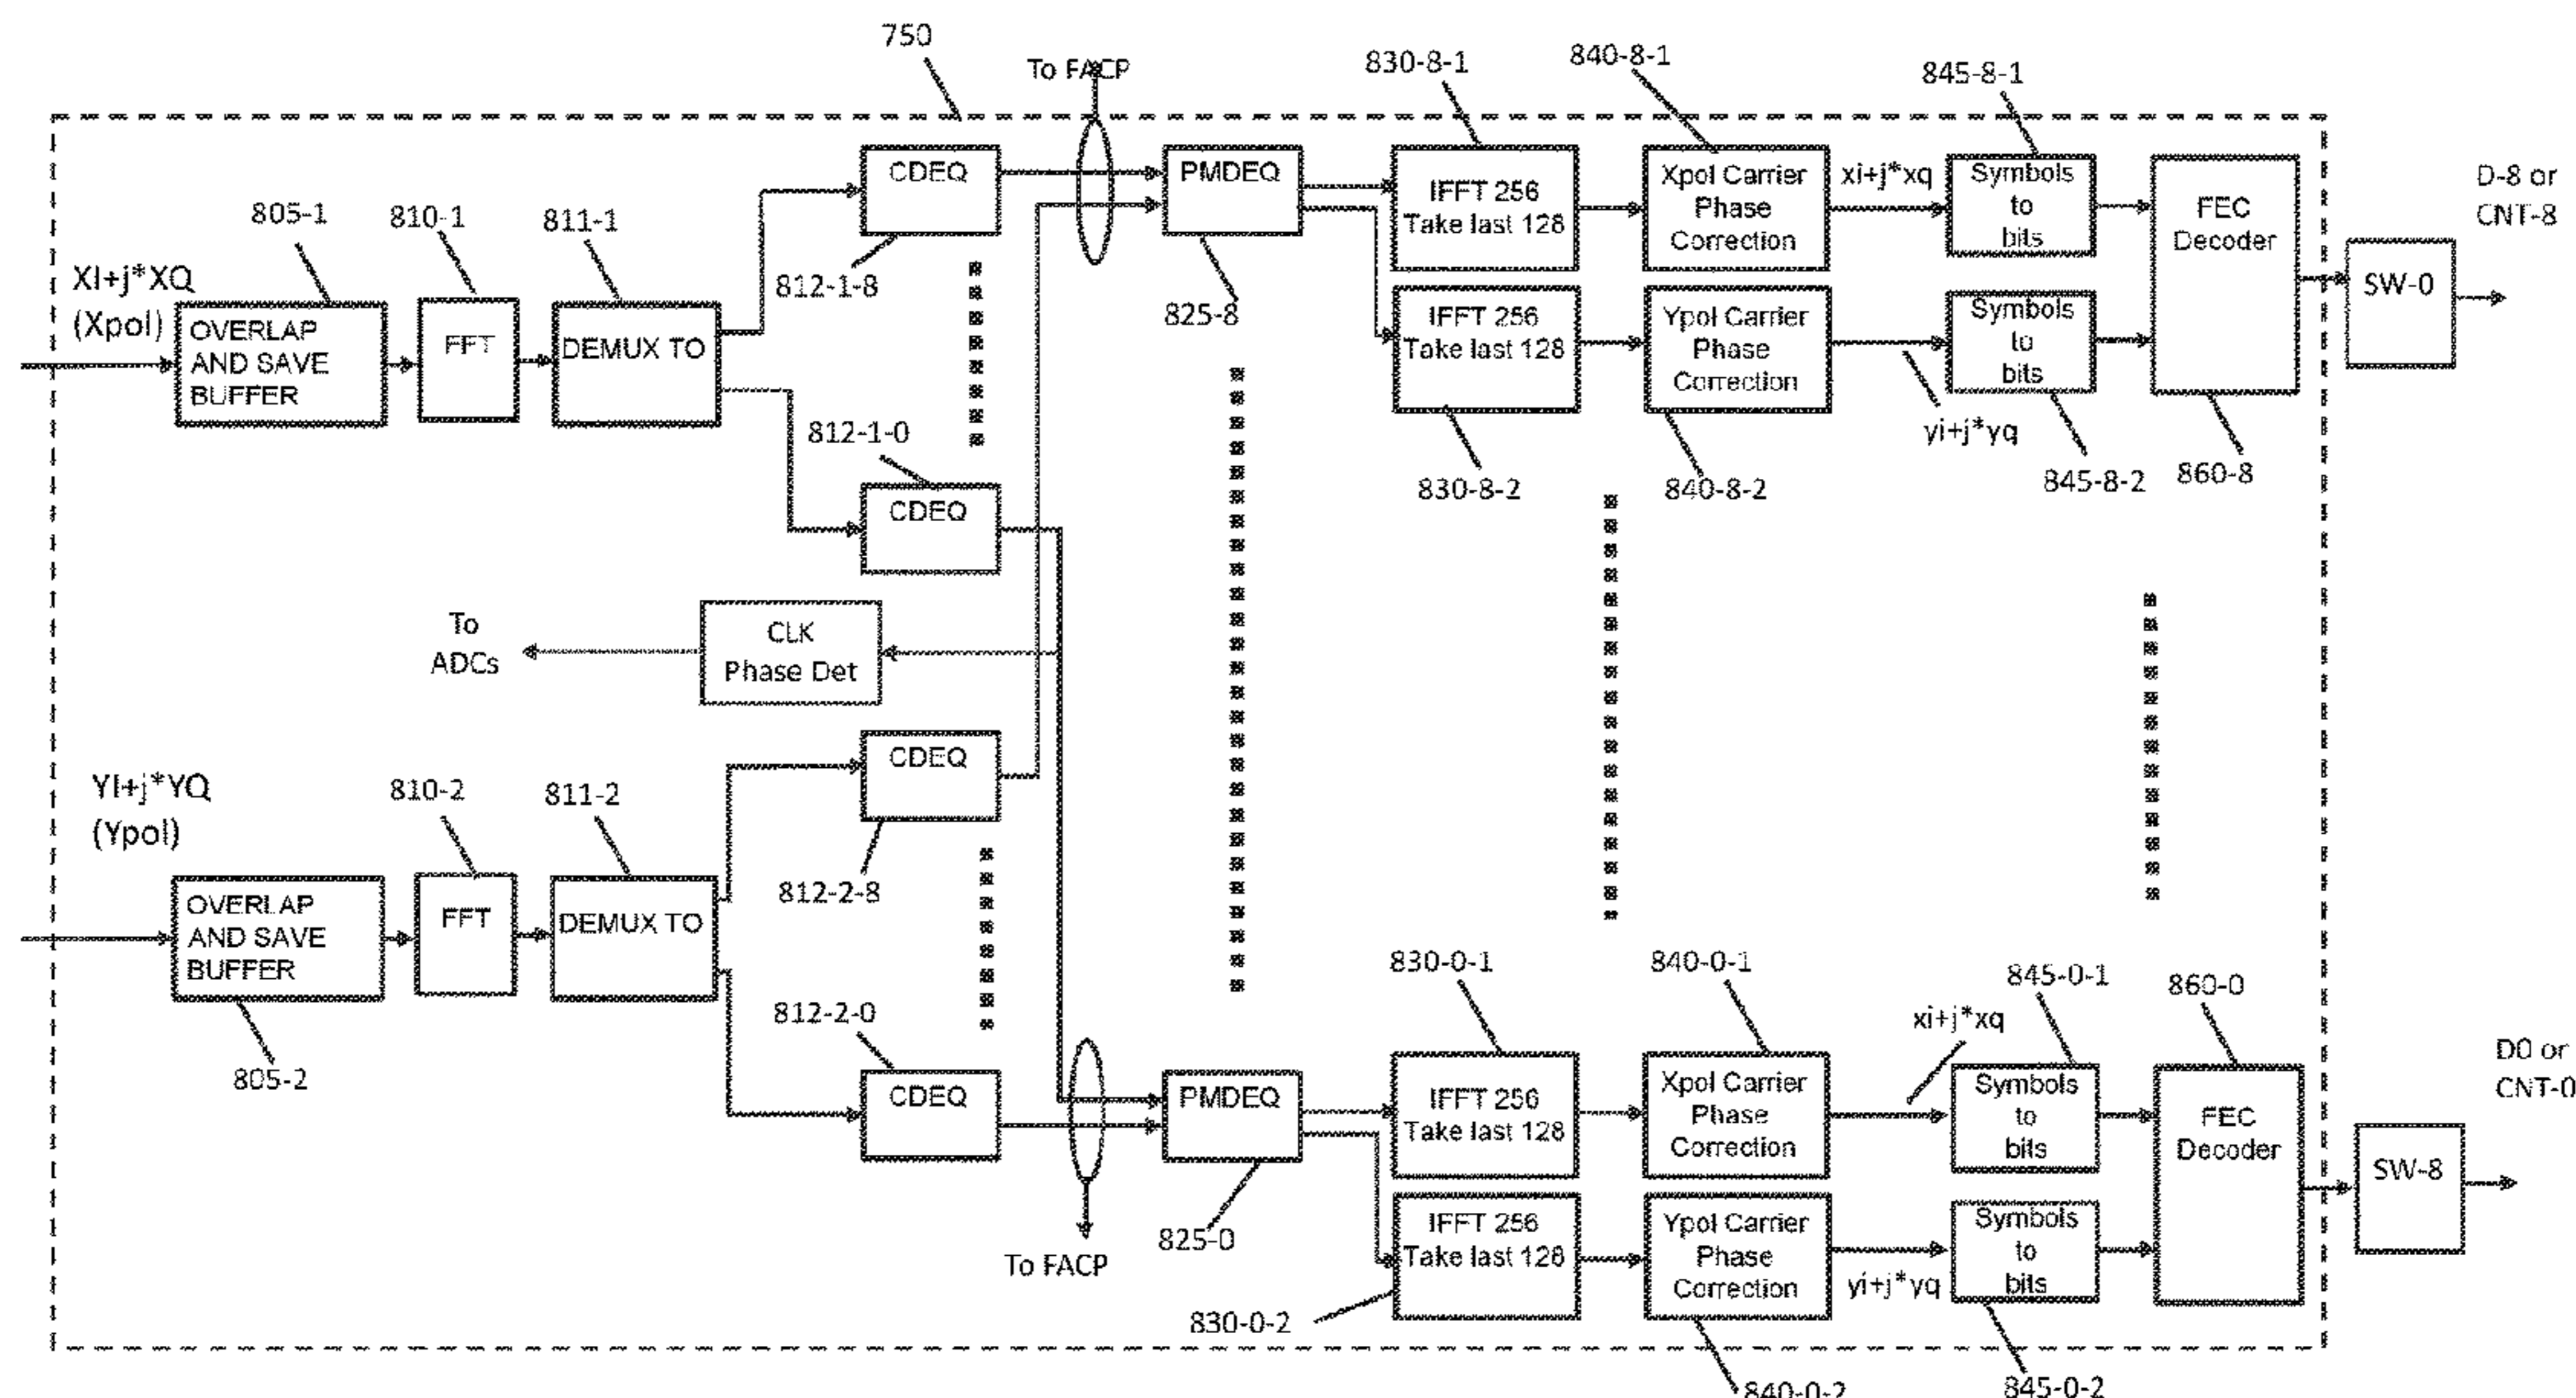 750
To FACP
830-8-1
840-8-1
845-8-1
CDEQ
PMDEQ
IFFT 256
Take last 128
Xpol Carrier
Phase
Correction
xi+j*xq
Symbols
to
bits
FEC
Decoder
D-8 or
CNT-8
805-1
810-1
811-1
812-1-8
825-8
SW-0
XI+j*XQ
(Xpol)
OVERLAP
AND SAVE
BUFFER
FFT
DEMUX TO
IFFT 256
Take last 128
Ypol Carrier
Phase
Correction
Symbols
to
bits
yi+j*yq
812-1-0
830-8-2
840-8-2
845-8-2
860-8
CDEQ
To
ADCs
CLK
Phase Det
CDEQ
YI+j*YQ
(Ypol)
810-2
811-2
812-2-8
OVERLAP
AND SAVE
BUFFER
FFT
DEMUX TO
805-2
812-2-0
CDEQ
PMDEQ
830-0-1
840-0-1
845-0-1
860-0
xi+j*xq
IFFT 256
Take last 128
Xpol Carrier
Phase
Correction
Symbols
to
bits
FEC
Decoder
D0 or
CNT-0
SW-8
To FACP
825-0
IFFT 256
Take last 128
Ypol Carrier
Phase
Correction
yi+j*yq
Symbols
to
bits
830-0-2
840-0-2
845-0-2